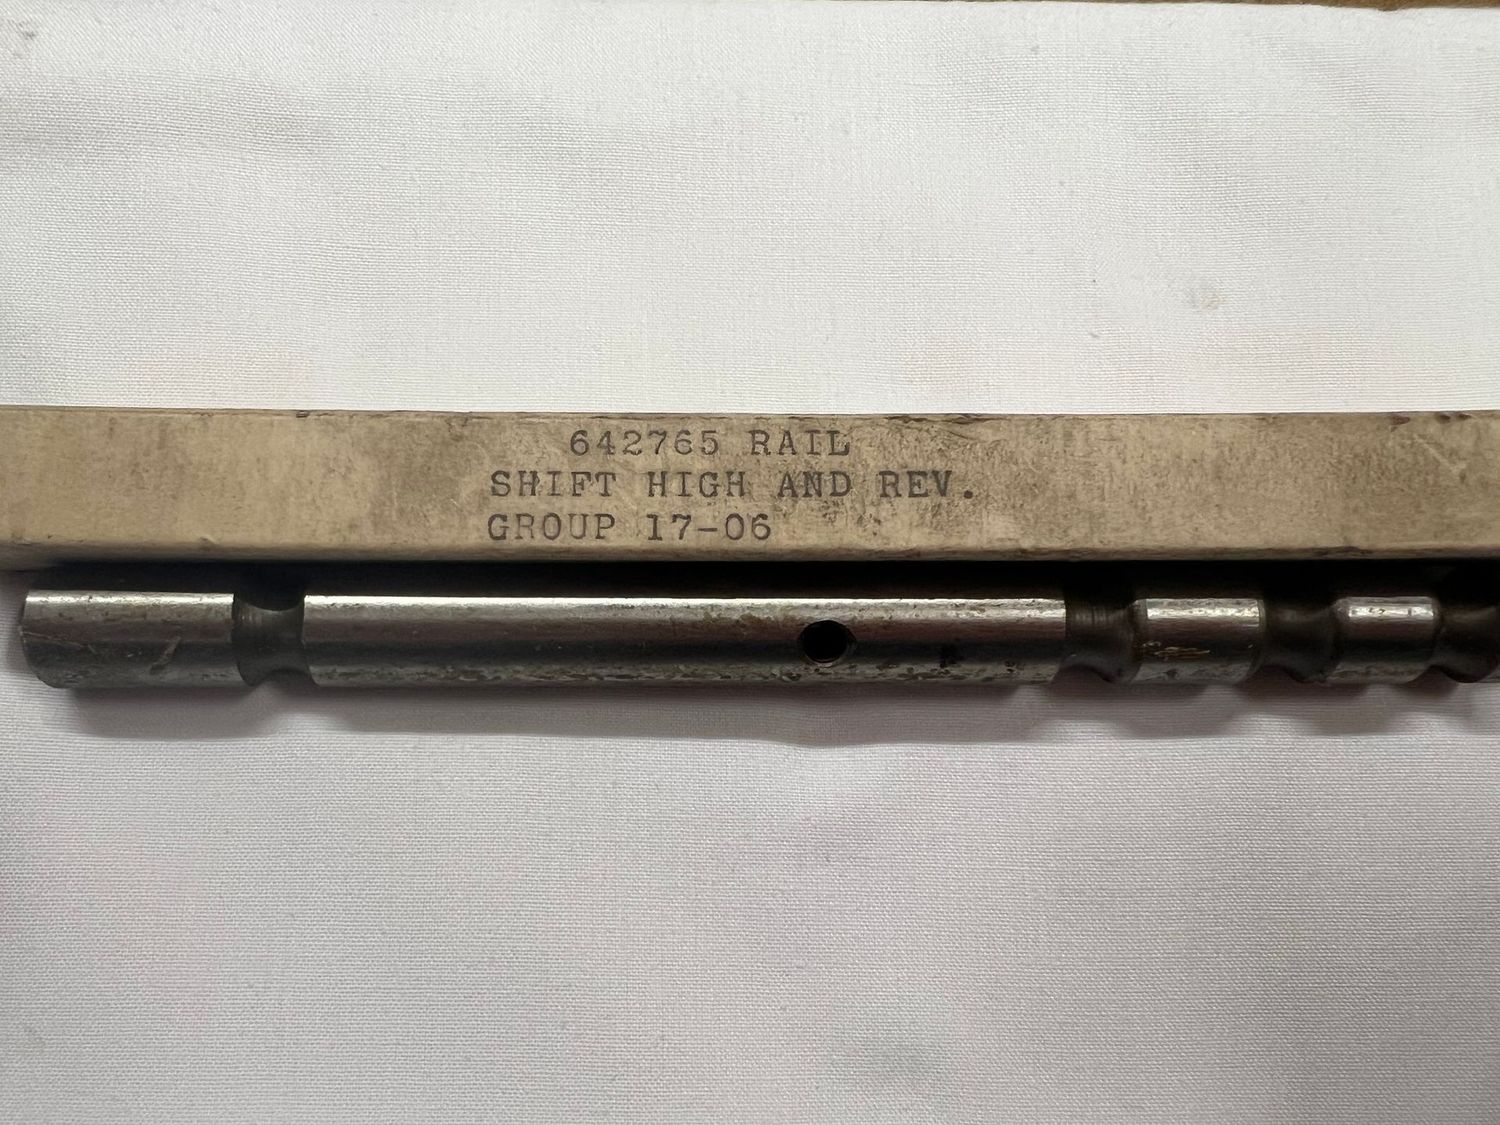 642765 RAIL
SHIFT HIGH AND REV.
GROUP 17-06